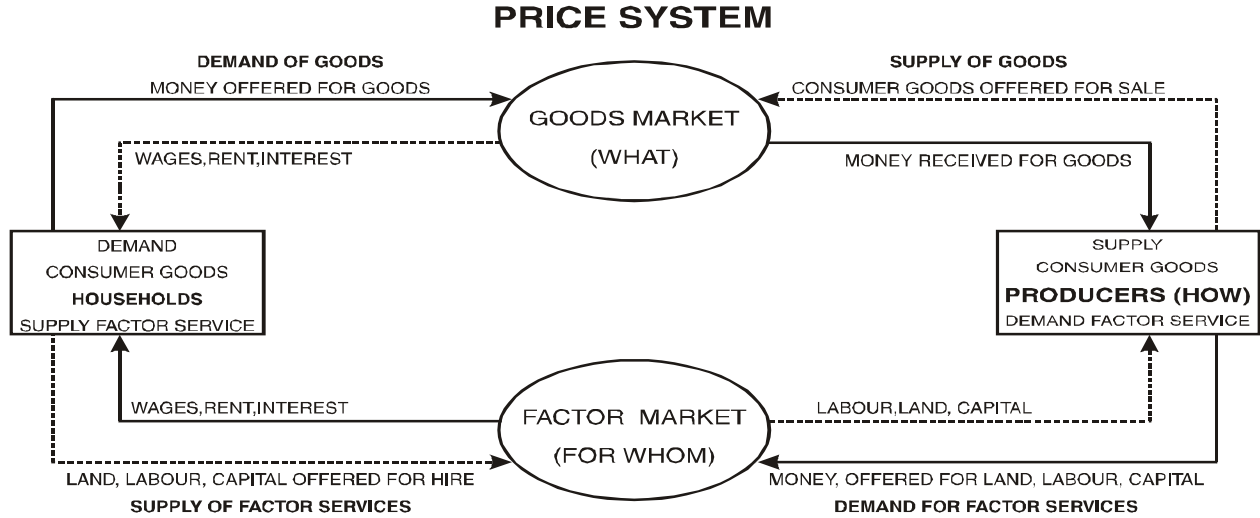 PRICE SYSTEM
DEMAND OF GOODS
MONEY OFFERED FOR GOODS
SUPPLY OF GOODS
CONSUMER GOODS OFFERED FOR SALE
GOODS MARKET
(WHAT)
WAGES,RENT,INTEREST
MONEY RECEIVED FOR GOODS
DEMAND
CONSUMER GOODS
HOUSEHOLDS
SUPPLY FACTOR SERVICE
SUPPLY
CONSUMER GOODS
PRODUCERS (HOW)
DEMAND FACTOR SERVICE
WAGES,RENT,INTEREST
FACTOR MARKET
(FOR WHOM)
LABOUR,LAND, CAPITAL
LAND, LABOUR, CAPITAL OFFERED FOR HIRE
SUPPLY OF FACTOR SERVICES
MONEY, OFFERED FOR LAND, LABOUR, CAPITAL
DEMAND FOR FACTOR SERVICES